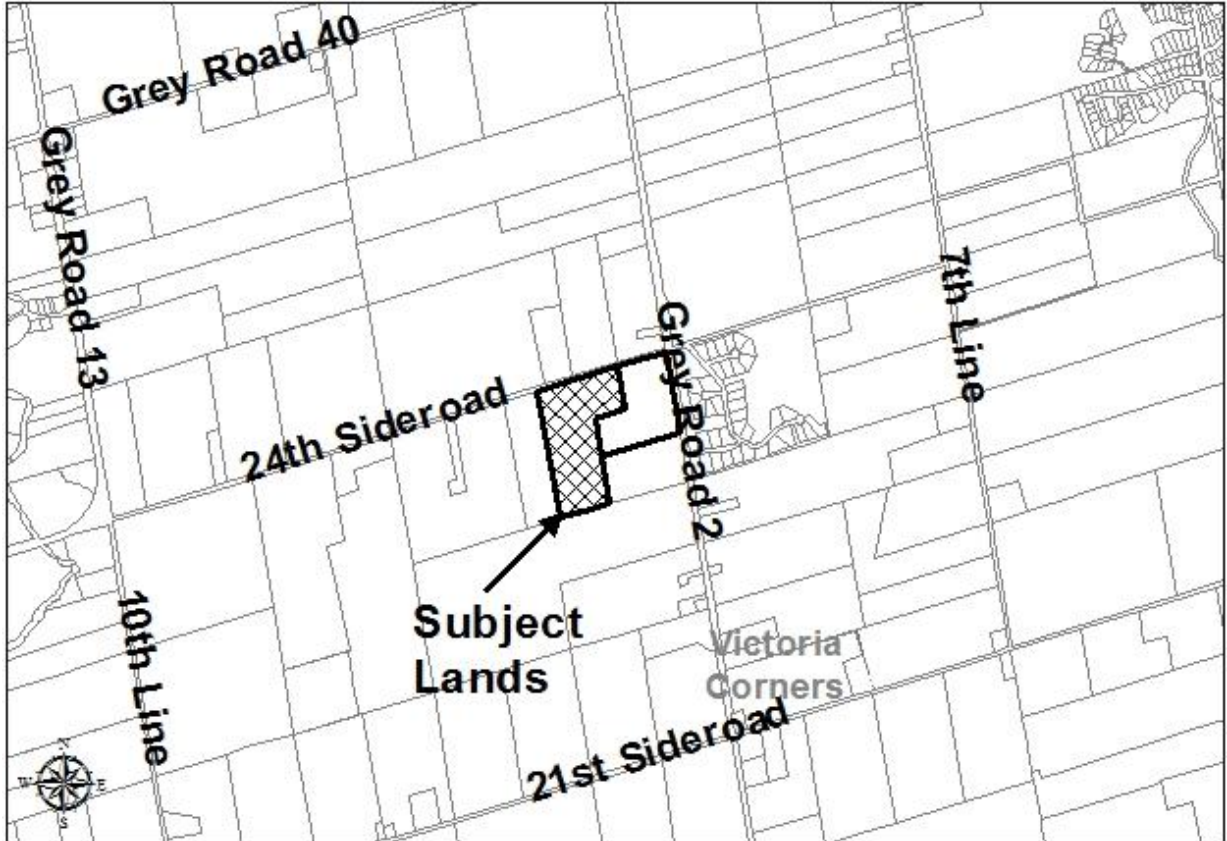 Grey Road 40
Grey Road 13
7th Line
Grey Road 2
24th Sideroad
10th Line
Subject
Lands
Victoria
Corners
21st Sideroad
N
W
E
S